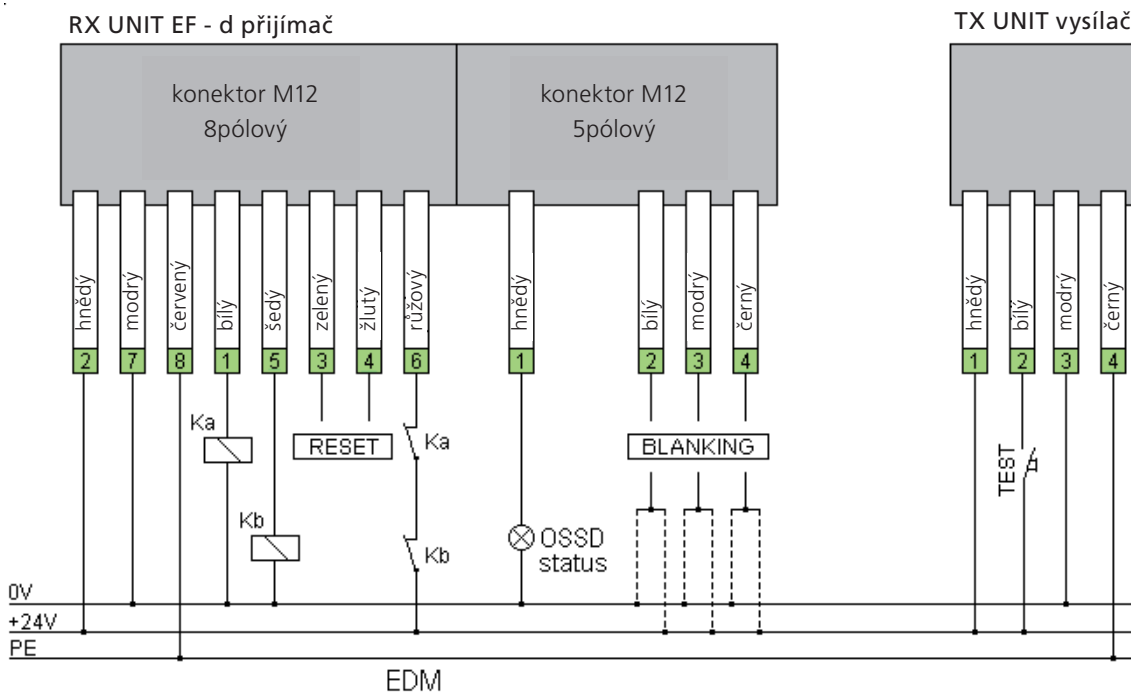 RX UNIT EF - d přijímač
TX UNIT vysílač
konektor M12
8pólový
konektor M12
5pólový
hnědý
modrý
červený
bílý
šedý
zelený
žlutý
růžový
hnědý
bílý
modrý
černý
hnědý
bílý
modrý
černý
2
7
8
1
5
3
4
6
1
2
3
4
1
2
3
4
Ka
RESET
Ka
BLANKING
TEST
Kb
Kb
OSSD
status
0V
+24V
PE
EDM